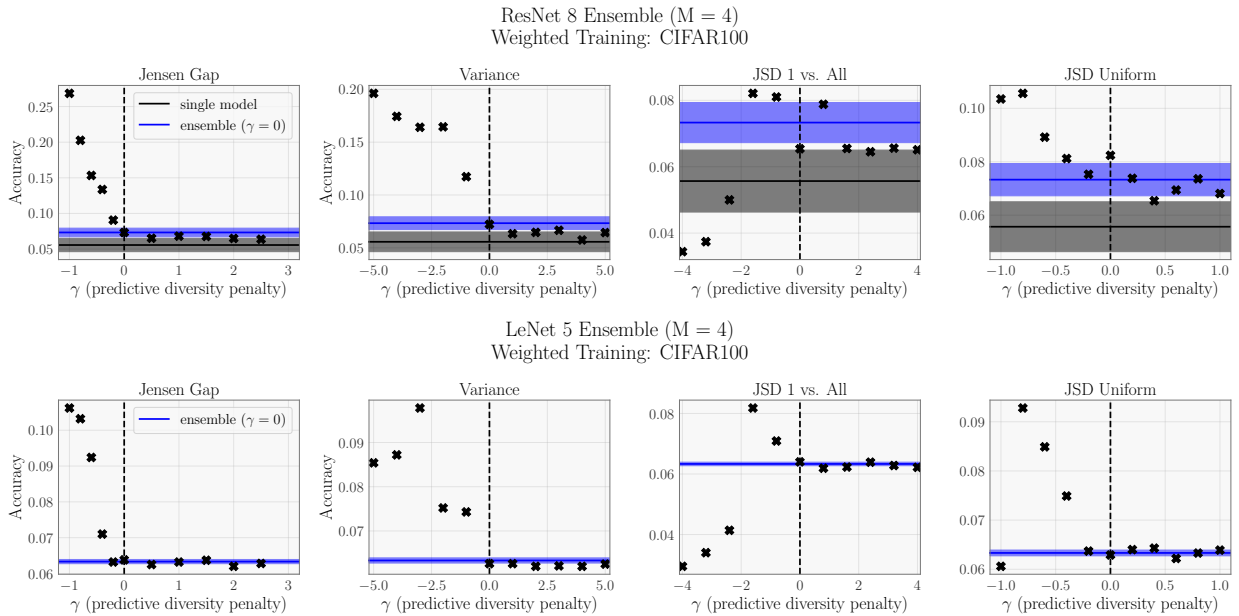 ResNet 8 Ensemble (M = 4)
Weighted Training: CIFAR100
Jensen Gap
Variance
JSD 1 vs. All
JSD Uniform
single model
ensemble (γ = 0)
Accuracy
0.25
0.20
0.15
0.10
0.05
−1 0 1 2 3
γ (predictive diversity penalty)
0.20
0.15
0.10
0.05
−5.0 −2.5 0.0 2.5 5.0
γ (predictive diversity penalty)
0.08
0.06
0.04
−4 −2 0 2 4
γ (predictive diversity penalty)
0.10
0.08
0.06
−1.0 −0.5 0.0 0.5 1.0
γ (predictive diversity penalty)
LeNet 5 Ensemble (M = 4)
Weighted Training: CIFAR100
Jensen Gap
Variance
JSD 1 vs. All
JSD Uniform
ensemble (γ = 0)
Accuracy
0.10
0.09
0.08
0.07
0.06
−1 0 1 2 3
γ (predictive diversity penalty)
Accuracy
0.09
0.08
0.07
−5.0 −2.5 0.0 2.5 5.0
γ (predictive diversity penalty)
Accuracy
0.08
0.06
0.04
−4 −2 0 2 4
γ (predictive diversity penalty)
0.09
0.08
0.07
0.06
−1.0 −0.5 0.0 0.5 1.0
γ (predictive diversity penalty)